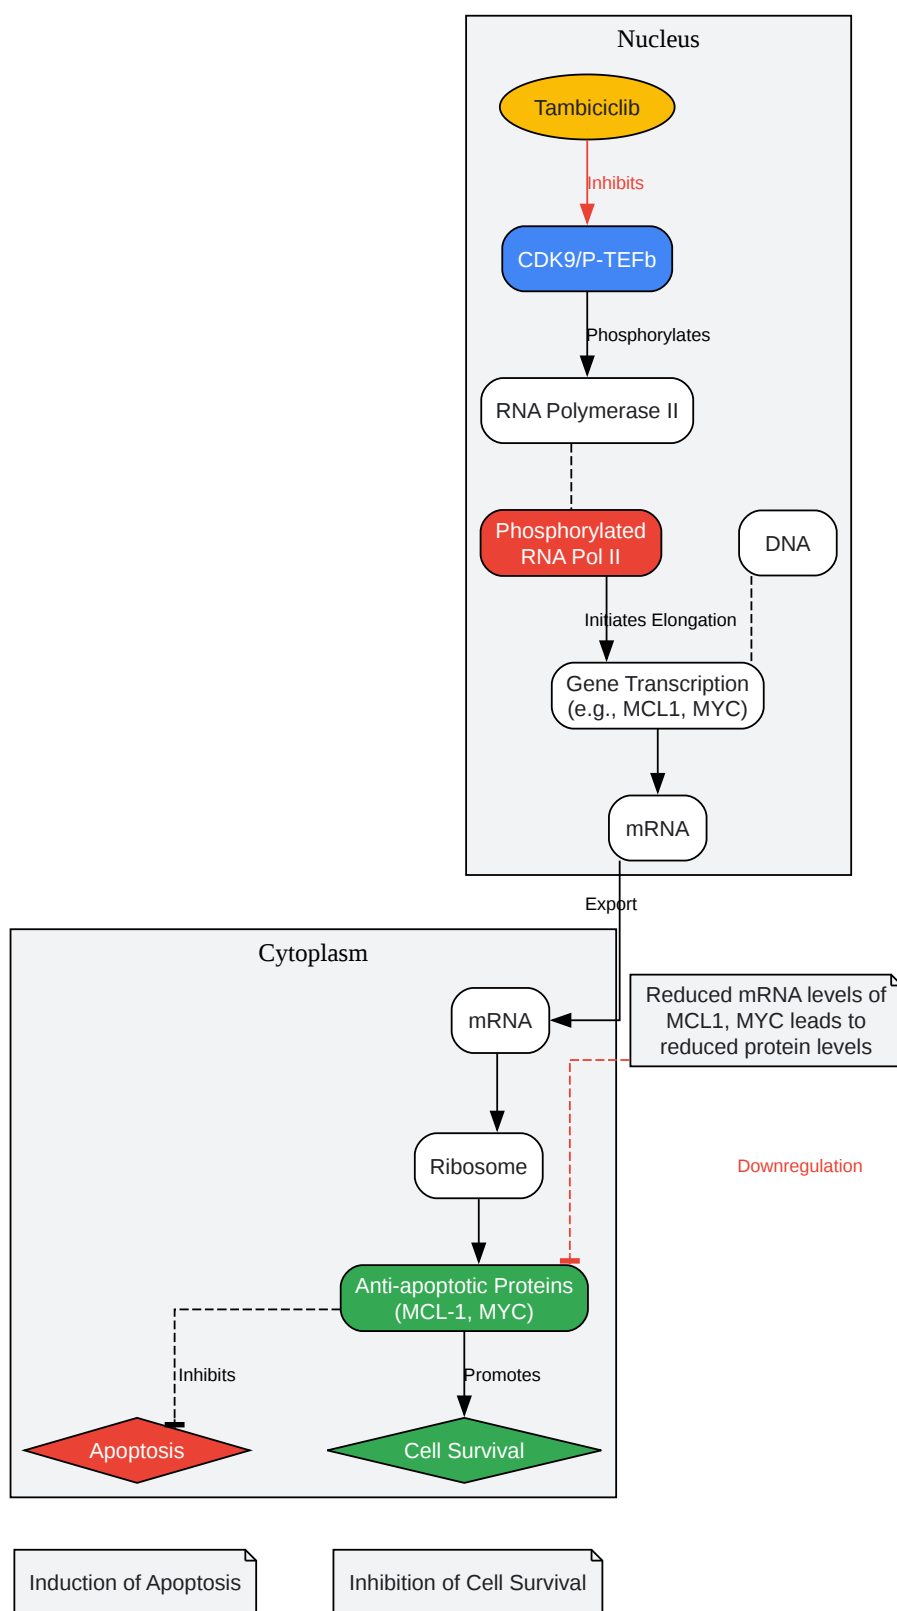 Nucleus
Tambiciclib
Inhibits
CDK9/P-TEFb
Phosphorylates
RNA Polymerase II
Phosphorylated
RNA Pol II
DNA
Initiates Elongation
Gene Transcription
(e.g., MCL1, MYC)
mRNA
Export
Cytoplasm
mRNA
Reduced mRNA levels of
MCL1, MYC leads to
reduced protein levels
Ribosome
Downregulation
Anti-apoptotic Proteins
(MCL-1, MYC)
Inhibits
Promotes
Apoptosis
Cell Survival
Induction of Apoptosis
Inhibition of Cell Survival